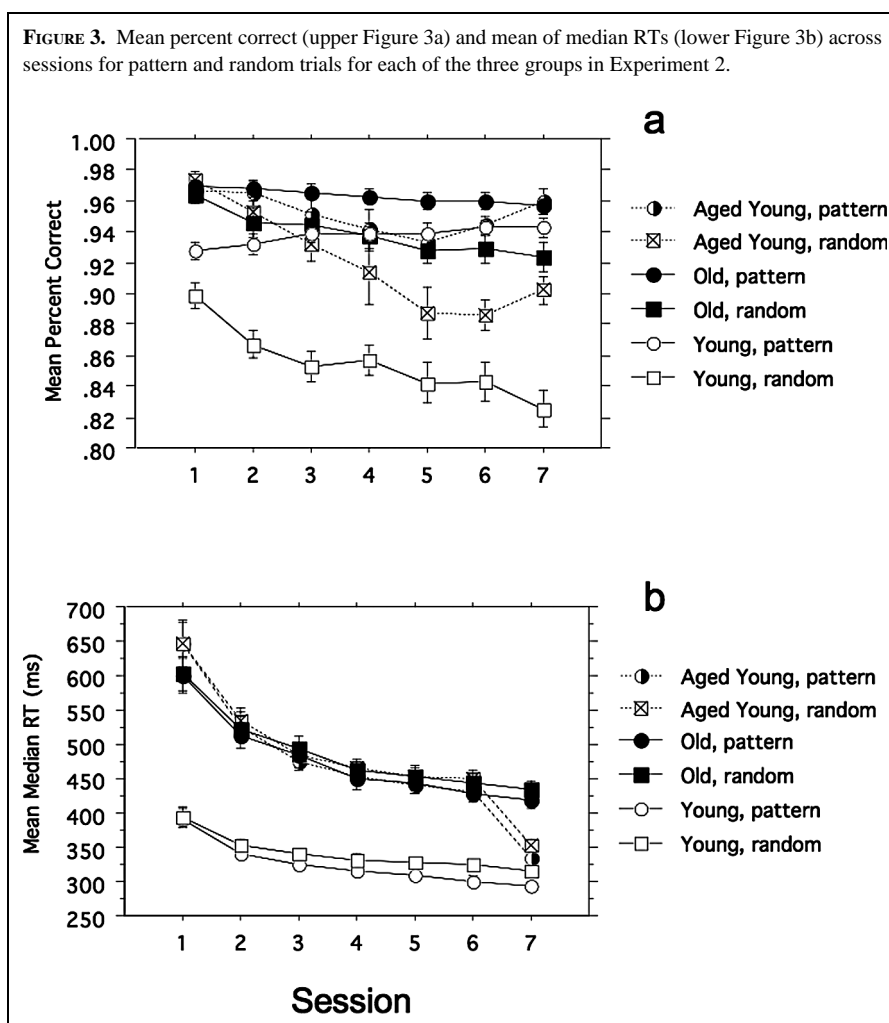 FIGURE 3. Mean percent correct (upper Figure 3a) and mean of median RTs (lower Figure 3b) across
sessions for pattern and random trials for each of the three groups in Experiment 2.
a
Mean Percent Correct
1.00
.98
.96
.94
.92
.90
.88
.86
.84
.82
.80
1 2 3 4 5 6 7
Aged Young, pattern
Aged Young, random
Old, pattern
Old, random
Young, pattern
Young, random
b
Mean Median RT (ms)
700
650
600
550
500
450
400
350
300
250
1 2 3 4 5 6 7
Aged Young, pattern
Aged Young, random
Old, pattern
Old, random
Young, pattern
Young, random
Session